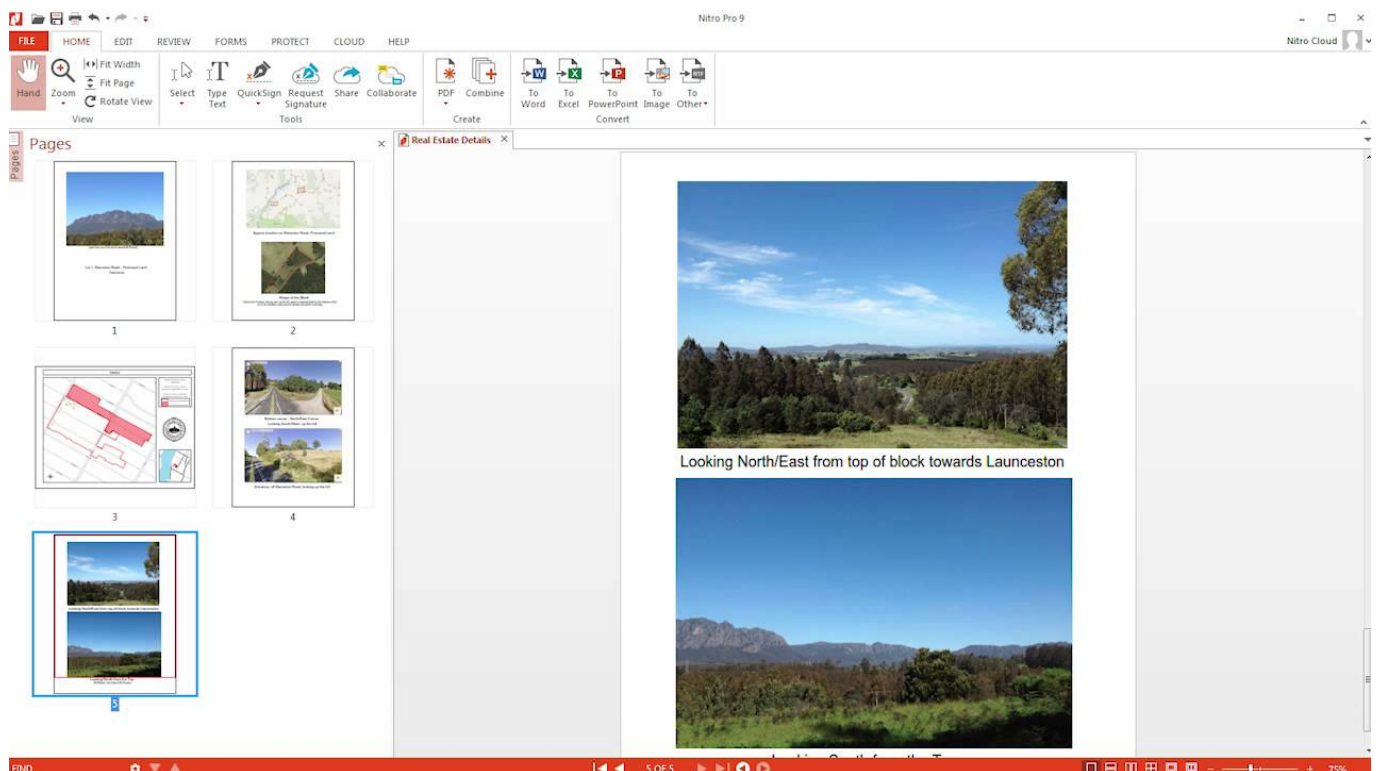 Nitro Pro 9
FILE HOME EDIT REVIEW FORMS PROTECT CLOUD HELP
Nitro Cloud
Hand
Zoom
Fit Width
Fit Page
Rotate View
View
Select
Type Text
QuickSign
Request Signature
Share
Collaborate
Tools
PDF
Combine
Create
To Word
To Excel
To PowerPoint
To Image
To Other
Convert
Pages
Pages
1
2
3
4
5
Real Estate Details
Looking North/East from top of block towards Launceston
FIND
5 OF 5
75%